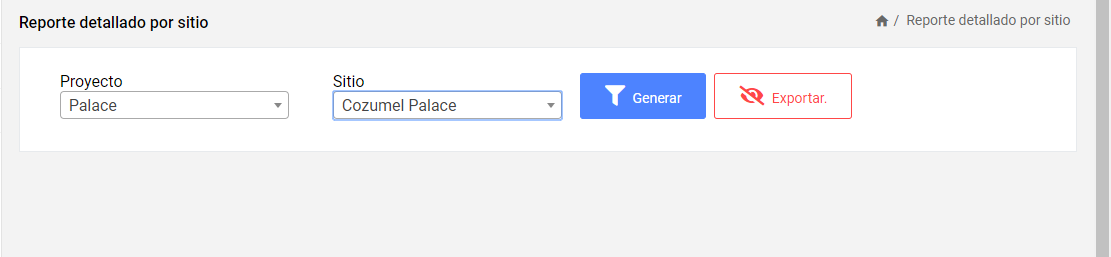 Reporte detallado por sitio
/ Reporte detallado por sitio
Proyecto
Sitio
Palace
Cozumel Palace
Generar
Exportar.